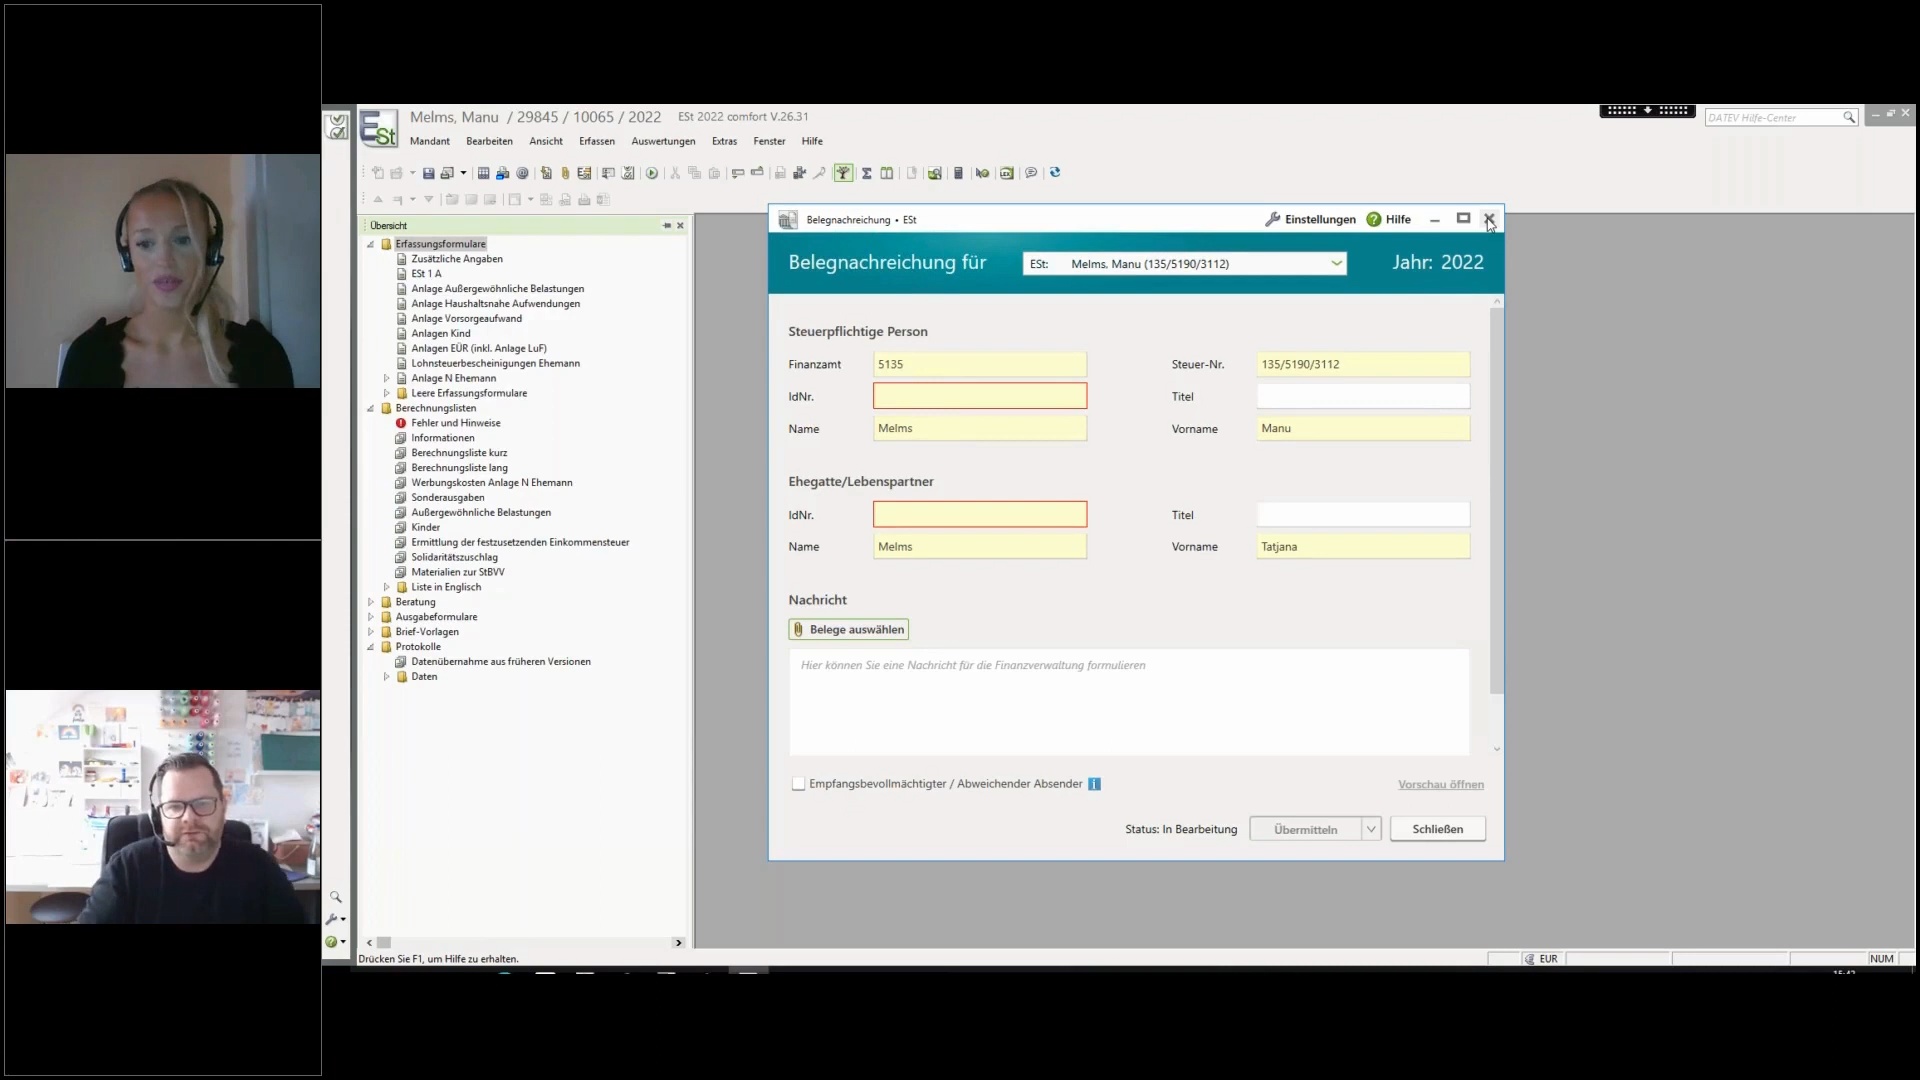 Melms, Manu / 29845 / 10065 / 2022 ESt 2022 comfort V.26.31
DATEV Hilfe-Center
Mandant Bearbeiten Ansicht Erfassen Auswertungen Extras Fenster Hilfe
Übersicht
Erfassungsformulare
Zusätzliche Angaben
ESt 1 A
Anlage Außergewöhnliche Belastungen
Anlage Haushaltsnahe Aufwendungen
Anlage Vorsorgeaufwand
Anlagen Kind
Anlagen EÜR (inkl. Anlage LuF)
Lohnsteuerbescheinigungen Ehemann
Anlage N Ehemann
Leere Erfassungsformulare
Berechnungslisten
Fehler und Hinweise
Informationen
Berechnungsliste kurz
Berechnungsliste lang
Werbungskosten Anlage N Ehemann
Sonderausgaben
Außergewöhnliche Belastungen
Kinder
Ermittlung der festzusetzenden Einkommensteuer
Solidaritätszuschlag
Materialien zur StBVV
Liste in Englisch
Beratung
Ausgabeformulare
Brief-Vorlagen
Protokolle
Datenübernahme aus früheren Versionen
Daten
Belegnachreichung • ESt
Einstellungen Hilfe
Belegnachreichung für ESt: Melms, Manu (135/5190/3112) Jahr: 2022
Steuerpflichtige Person
Finanzamt 5135 Steuer-Nr. 135/5190/3112
IdNr. Titel
Name Melms Vorname Manu
Ehegatte/Lebenspartner
IdNr. Titel
Name Melms Vorname Tatjana
Nachricht
Belege auswählen
Hier können Sie eine Nachricht für die Finanzverwaltung formulieren
Empfangsbevollmächtigter / Abweichender Absender Vorschau öffnen
Status: In Bearbeitung Übermitteln Schließen
Drücken Sie F1, um Hilfe zu erhalten.
EUR NUM